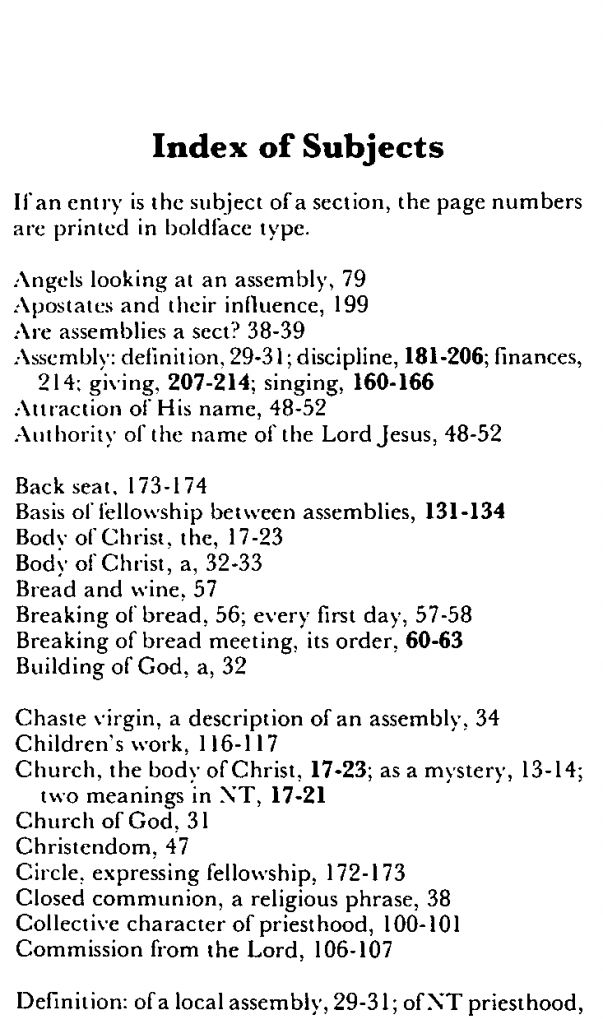 Index of Subjects
If an entry is the subject of a section, the page numbers
are printed in boldface type.
Angels looking at an assembly, 79
Apostates and their influence, 199
Are assemblies a sect? 38-39
Assembly: definition, 29-31; discipline, 181-206; finances,
214; giving, 207-214; singing, 160-166
Attraction of His name, 48-52
Authority of the name of the Lord Jesus, 48-52
Back seat, 173-174
Basis of fellowship between assemblies, 131-134
Body of Christ, the, 17-23
Body of Christ, a, 32-33
Bread and wine, 57
Breaking of bread, 56; every first day, 57-58
Breaking of bread meeting, its order, 60-63
Building of God, a, 32
Chaste virgin, a description of an assembly, 34
Children's work, 116-117
Church, the body of Christ, 17-23; as a mystery, 13-14;
two meanings in NT, 17-21
Church of God, 31
Christendom, 47
Circle, expressing fellowship, 172-173
Closed communion, a religious phrase, 38
Collective character of priesthood, 100-101
Commission from the Lord, 106-107
Definition: of a local assembly, 29-31; of NT priesthood,